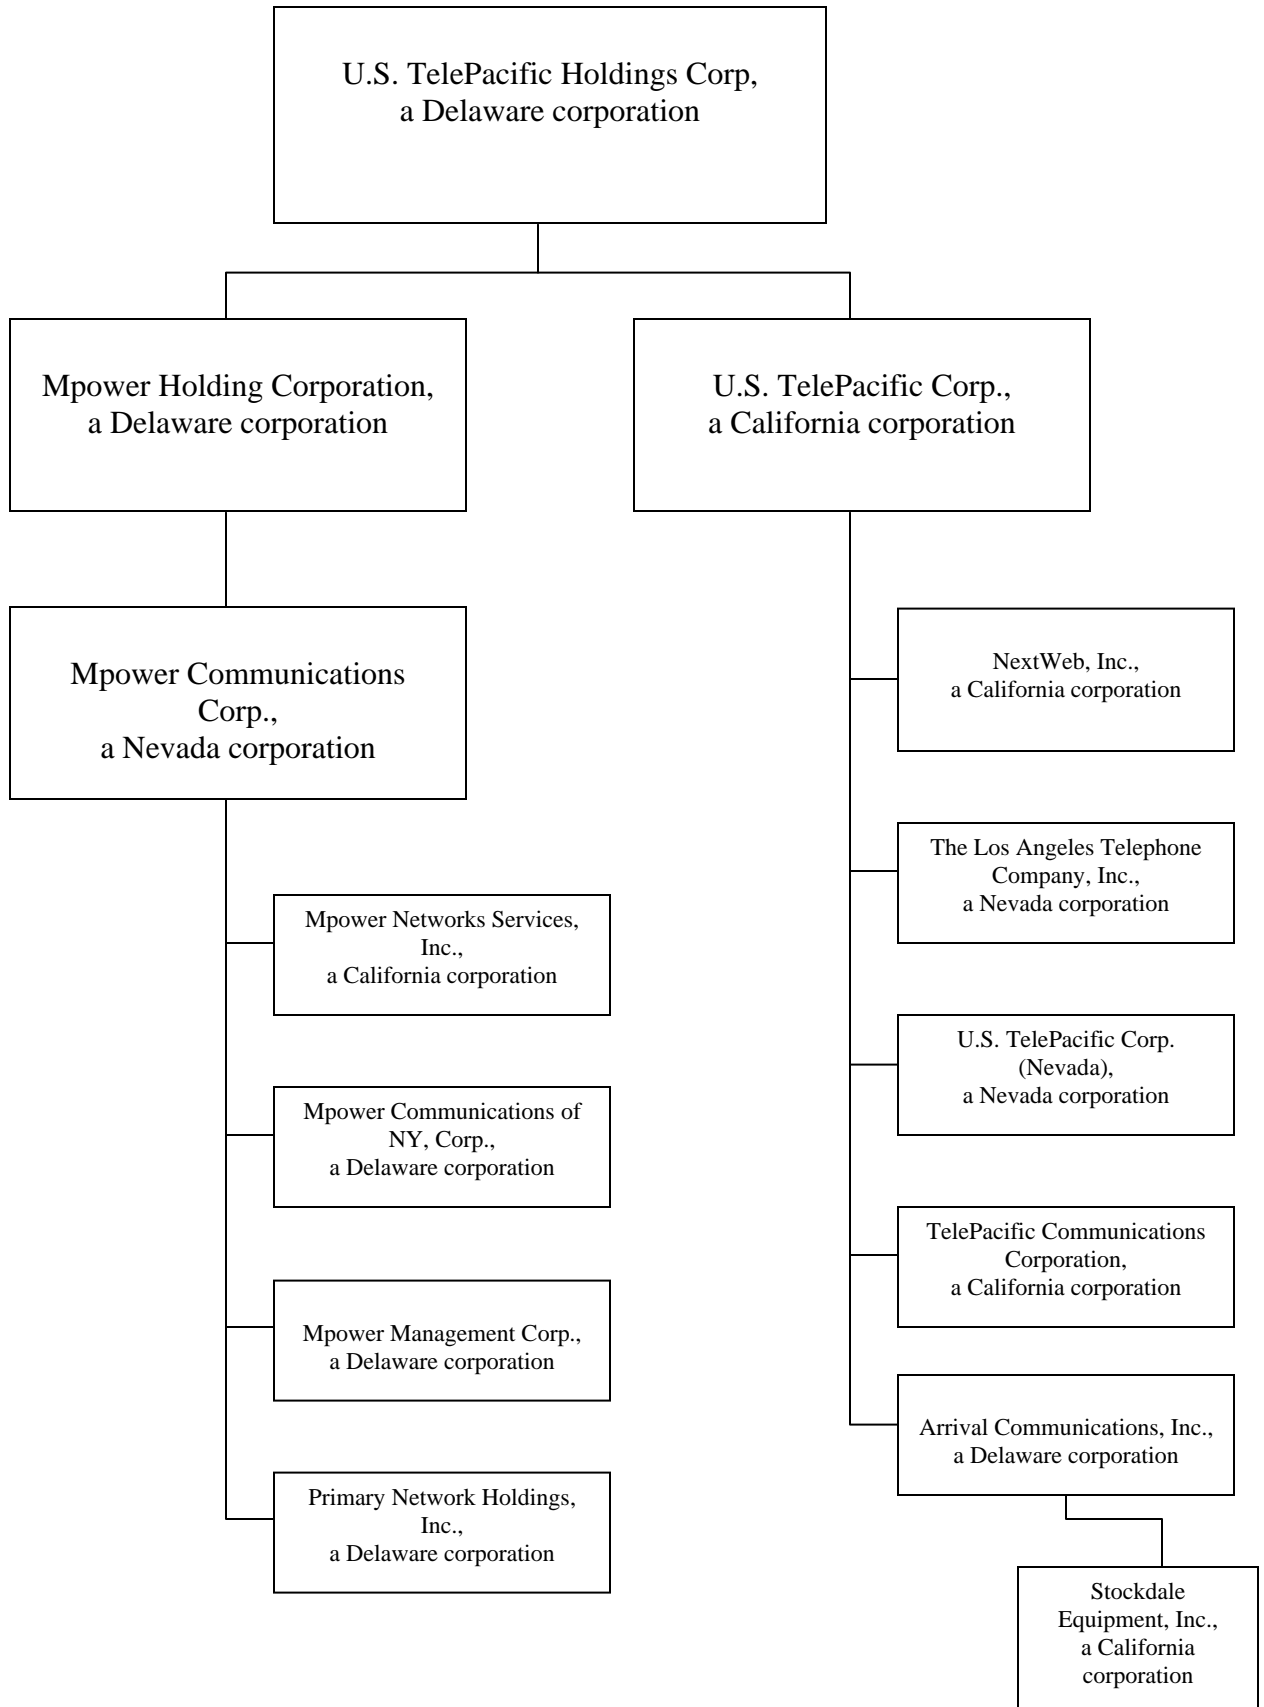 U.S. TelePacific Holdings Corp,
a Delaware corporation
Mpower Holding Corporation,
a Delaware corporation
U.S. TelePacific Corp.,
a California corporation
Mpower Communications
Corp.,
a Nevada corporation
NextWeb, Inc.,
a California corporation
The Los Angeles Telephone
Company, Inc.,
a Nevada corporation
Mpower Networks Services,
Inc.,
a California corporation
U.S. TelePacific Corp.
(Nevada),
a Nevada corporation
Mpower Communications of
NY, Corp.,
a Delaware corporation
TelePacific Communications
Corporation,
a California corporation
Mpower Management Corp.,
a Delaware corporation
Arrival Communications, Inc.,
a Delaware corporation
Primary Network Holdings,
Inc.,
a Delaware corporation
Stockdale
Equipment, Inc.,
a California
corporation